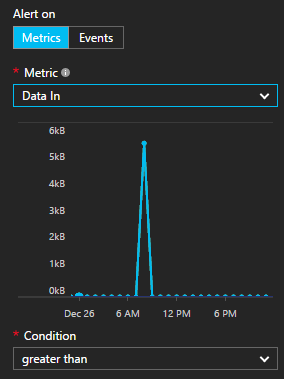 Alert on
Metrics Events
* Metric
Data In
6kB
5kB
4kB
3kB
2kB
1kB
0kB
Dec 26 6 AM 12 PM 6 PM
* Condition
greater than